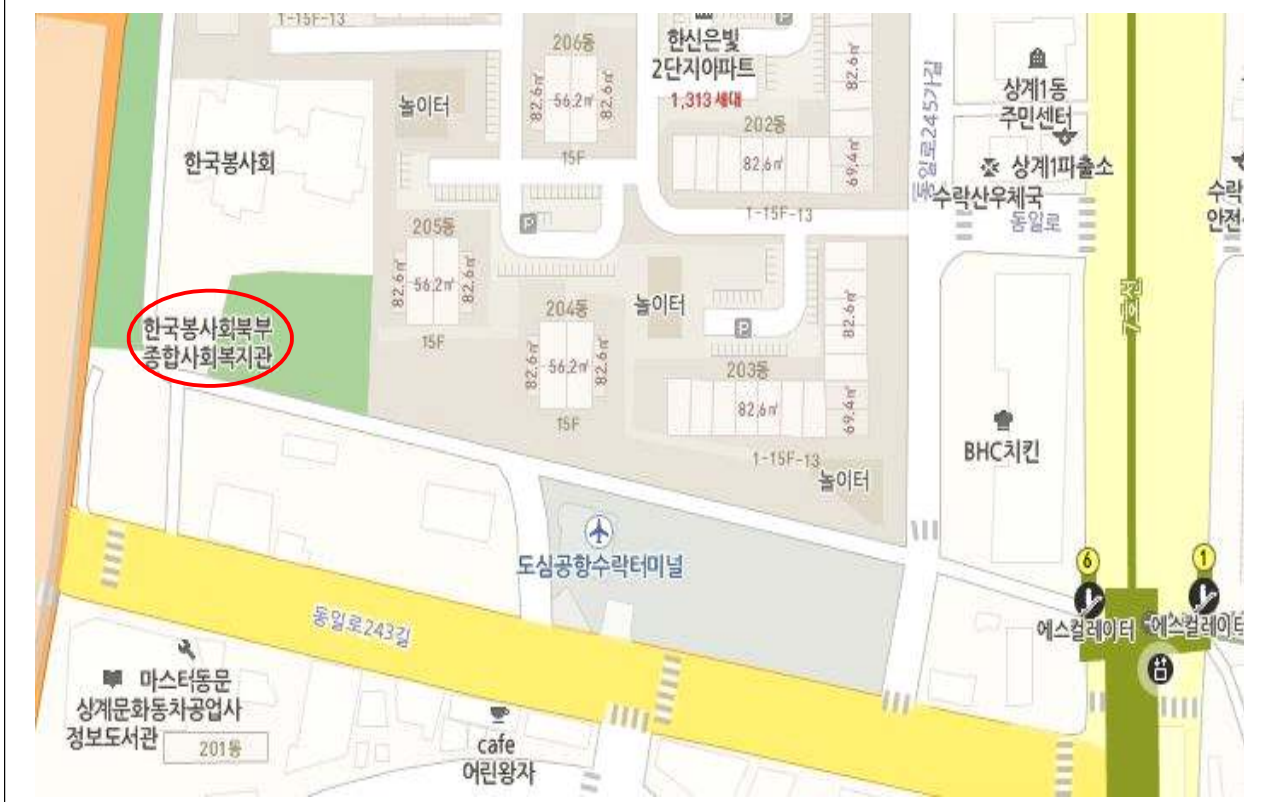 1-15F-13
206동
82.6㎡
56.2㎡
82.6㎡
15F
놀이터
한신은빛
2단지아파트
1,313 세대
P
82.6㎡
202동
82.6㎡
69.4㎡
1-15F-13
동일로245가길
상계1동
주민센터
상계1파출소
수락산우체국
동일로
수락
안전
7호선
한국봉사회
205동
82.6㎡
56.2㎡
82.6㎡
15F
P
204동
82.6㎡
56.2㎡
82.6㎡
15F
놀이터
P
82.6㎡
203동
82.6㎡
69.4㎡
1-15F-13
놀이터
BHC치킨
한국봉사회북부
종합사회복지관
도심공항수락터미널
6
1
에스컬레이터
에스컬레이터
동일로243길
마스터동문
상계문화동차공업사
정보도서관
201동
cafe
어린왕자